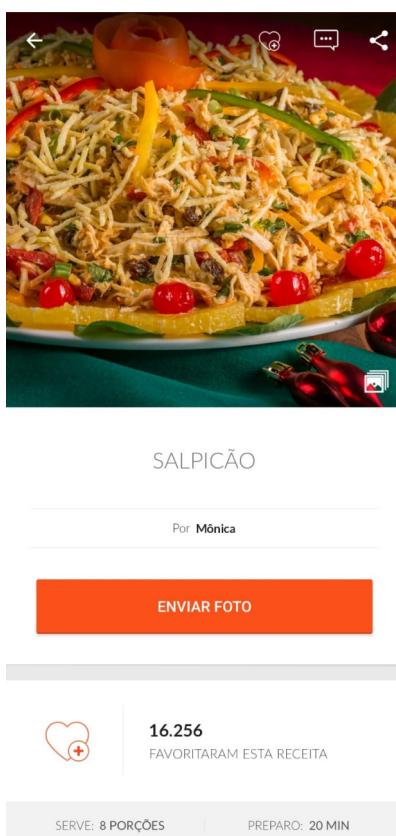 SALPICÃO
Por Mônica
ENVIAR FOTO
16.256
FAVORITARAM ESTA RECEITA
SERVE: 8 PORÇÕES PREPARO: 20 MIN